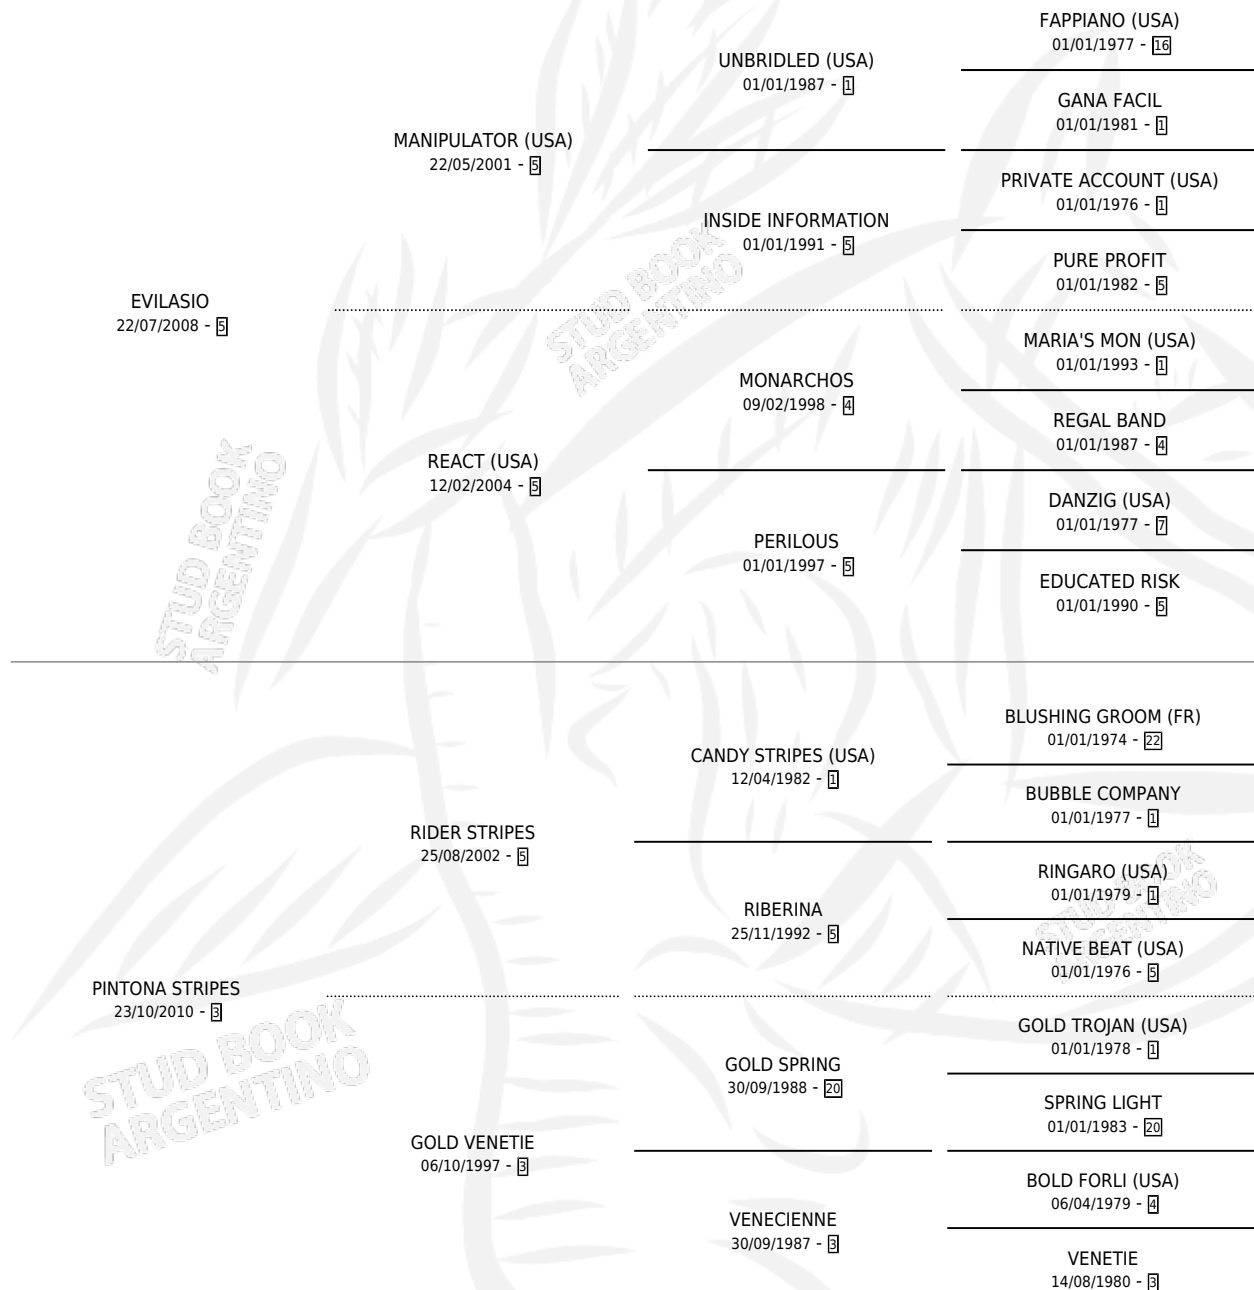 FAPPIANO (USA)
01/01/1977 - 16
UNBRIDLED (USA)
01/01/1987 - 1
GANA FACIL
01/01/1981 - 1
MANIPULATOR (USA)
22/05/2001 - 5
PRIVATE ACCOUNT (USA)
01/01/1976 - 1
INSIDE INFORMATION
01/01/1991 - 5
PURE PROFIT
01/01/1982 - 5
EVILASIO
22/07/2008 - 5
STUD BOOK
ARGENTINO
MARIA'S MON (USA)
01/01/1993 - 1
MONARCHOS
09/02/1998 - 4
REGAL BAND
01/01/1987 - 4
REACT (USA)
12/02/2004 - 5
DANZIG (USA)
01/01/1977 - 7
PERILOUS
01/01/1997 - 5
EDUCATED RISK
01/01/1990 - 5
STUD BOOK
ARGENTINO
BLUSHING GROOM (FR)
01/01/1974 - 22
CANDY STRIPES (USA)
12/04/1982 - 1
BUBBLE COMPANY
01/01/1977 - 1
RIDER STRIPES
25/08/2002 - 5
RINGARO (USA)
01/01/1979 - 1
RIBERINA
25/11/1992 - 5
STUD BOOK
ARGENTINO
NATIVE BEAT (USA)
01/01/1976 - 5
PINTONA STRIPES
23/10/2010 - 3
STUD BOOK
ARGENTINO
GOLD TROJAN (USA)
01/01/1978 - 1
GOLD SPRING
30/09/1988 - 20
SPRING LIGHT
01/01/1983 - 20
GOLD VENETIE
06/10/1997 - 3
BOLD FORLI (USA)
06/04/1979 - 4
VENECIENNE
30/09/1987 - 3
VENETIE
14/08/1980 - 3